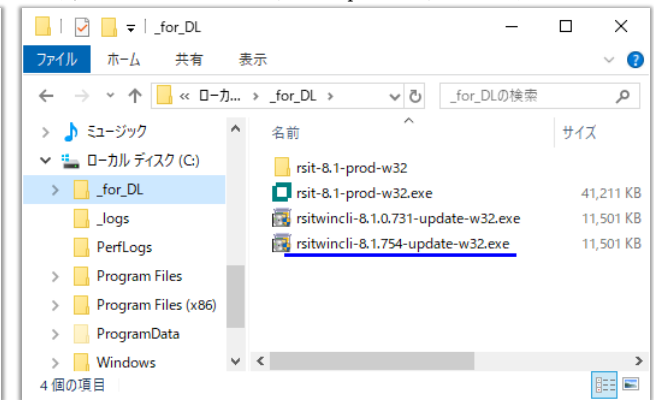 _for_DL
ファイル ホーム 共有 表示
« ローカ... › _for_DL › _for_DLの検索
ミュージック
ローカル ディスク (C:)
_for_DL
_logs
PerfLogs
Program Files
Program Files (x86)
ProgramData
Windows
名前 サイズ
rsit-8.1-prod-w32
rsit-8.1-prod-w32.exe 41,211 KB
rsitwincli-8.1.0.731-update-w32.exe 11,501 KB
rsitwincli-8.1.754-update-w32.exe 11,501 KB
4 個の項目